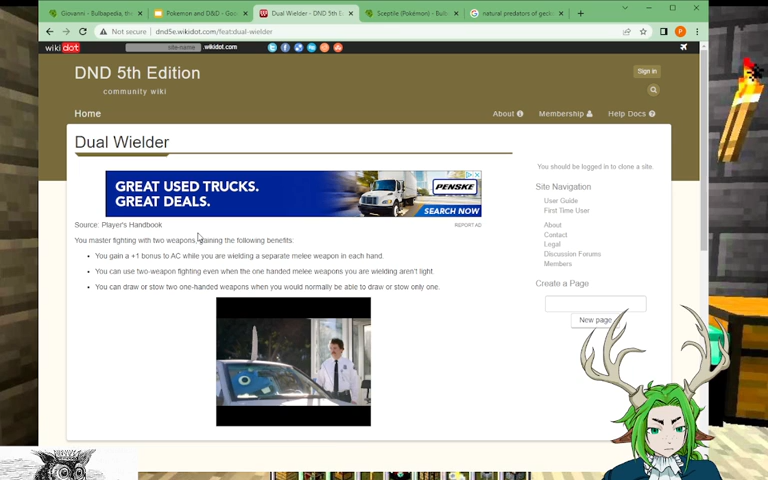 Giovanni - Bulbapedia, the
Pokemon and D&D - Goo
Dual Wielder - DND 5th E
Sceptile (Pokémon) - Bulb
natural predators of geck
Not secure
dnd5e.wikidot.com/feat:dual-wielder
wikidot
site-name
.wikidot.com
DND 5th Edition
community wiki
Sign in
Home
About
Membership
Help Docs
Dual Wielder
You should be logged in to clone a site.
GREAT USED TRUCKS.
GREAT DEALS.
PENSKE
SEARCH NOW
Site Navigation
User Guide
First Time User
Source: Player's Handbook
REPORT AD
About
Contact
Legal
Discussion Forums
Members
You master fighting with two weapons, gaining the following benefits:
You gain a +1 bonus to AC while you are wielding a separate melee weapon in each hand.
You can use two-weapon fighting even when the one handed melee weapons you are wielding aren't light.
You can draw or stow two one-handed weapons when you would normally be able to draw or stow only one.
Create a Page
New page